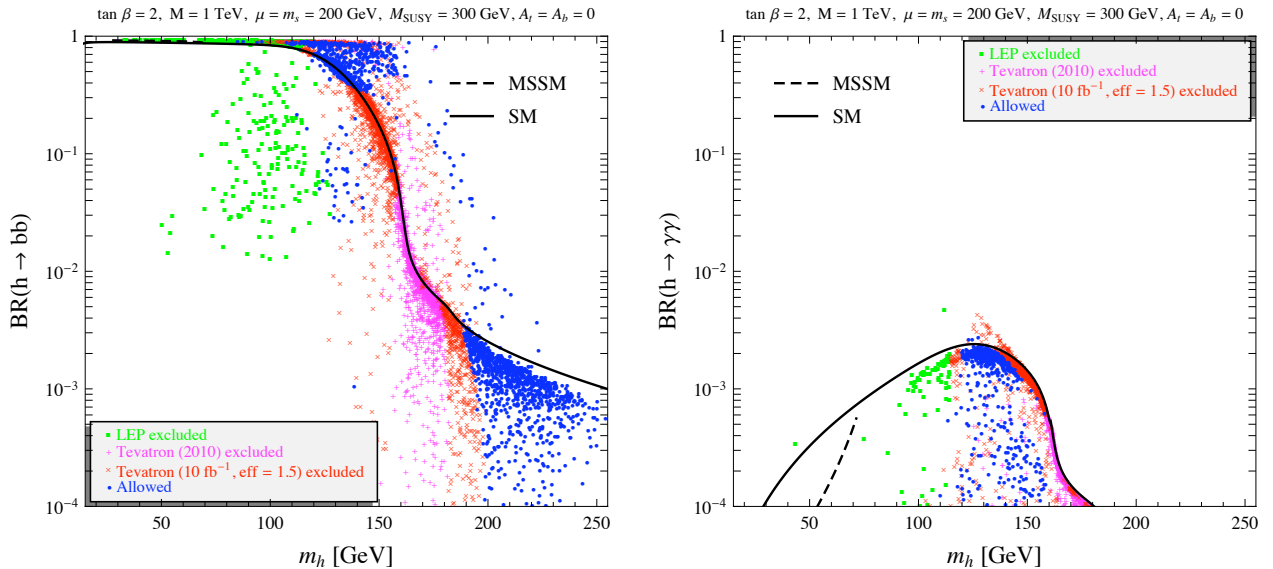 tan β = 2, M = 1 TeV, μ = m_s = 200 GeV, M_SUSY = 300 GeV, A_t = A_b = 0
1
10^−1
10^−2
10^−3
10^−4
BR(h → bb)
MSSM
SM
LEP excluded
Tevatron (2010) excluded
Tevatron (10 fb^−1, eff = 1.5) excluded
Allowed
50 100 150 200 250
m_h [GeV]
tan β = 2, M = 1 TeV, μ = m_s = 200 GeV, M_SUSY = 300 GeV, A_t = A_b = 0
1
10^−1
10^−2
10^−3
10^−4
BR(h → γγ)
LEP excluded
Tevatron (2010) excluded
Tevatron (10 fb^−1, eff = 1.5) excluded
Allowed
MSSM
SM
50 100 150 200 250
m_h [GeV]